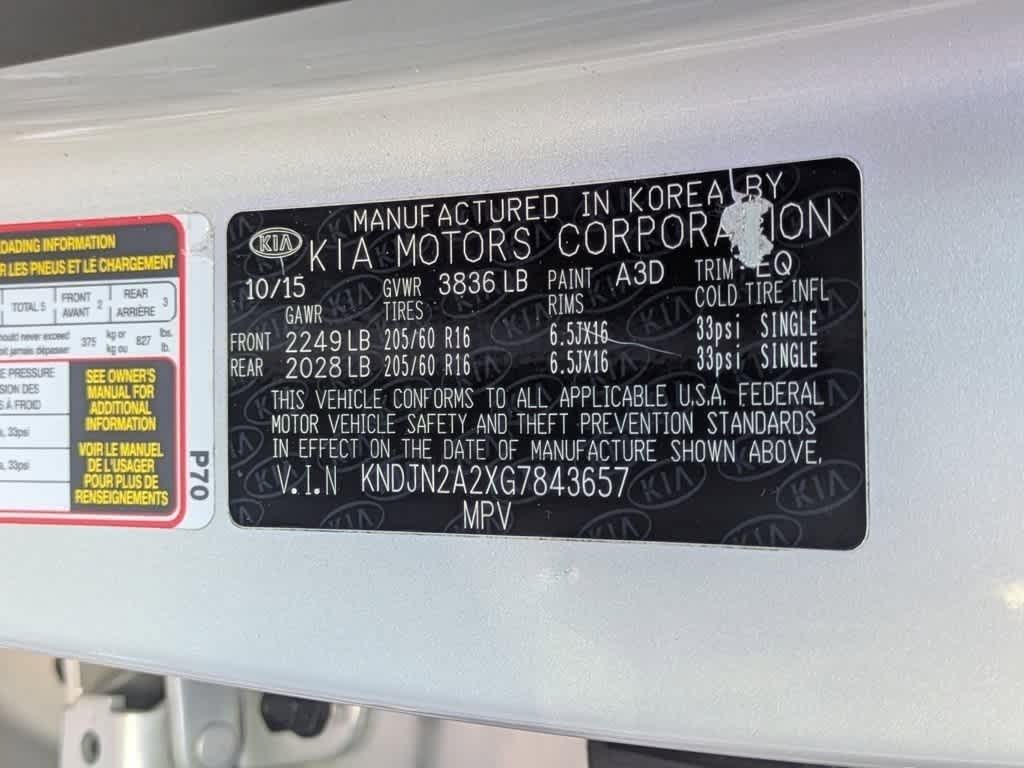 OADING INFORMATION
R LES PNEUS ET LE CHARGEMENT
TOTAL 5 FRONT AVANT 2 REAR ARRIÈRE 3
hould never exceed
it jamais dépasser 375 kg or kg ou 827 lbs. lb.
E PRESSURE
SION DES
S À FROID
33psi
33psi
SEE OWNER'S
MANUAL FOR
ADDITIONAL
INFORMATION
VOIR LE MANUEL
DE L'USAGER
POUR PLUS DE
RENSEIGNEMENTS
P70
MANUFACTURED IN KOREA BY
KIA KIA MOTORS CORPORATION
10/15 GVWR 3836 LB PAINT A3D TRIM EQ
GAWR TIRES RIMS COLD TIRE INFL
FRONT 2249 LB 205/60 R16 6.5JX16 33psi SINGLE
REAR 2028 LB 205/60 R16 6.5JX16 33psi SINGLE
THIS VEHICLE CONFORMS TO ALL APPLICABLE U.S.A. FEDERAL
MOTOR VEHICLE SAFETY AND THEFT PREVENTION STANDARDS
IN EFFECT ON THE DATE OF MANUFACTURE SHOWN ABOVE.
V.I.N KNDJN2A2XG7843657
MPV